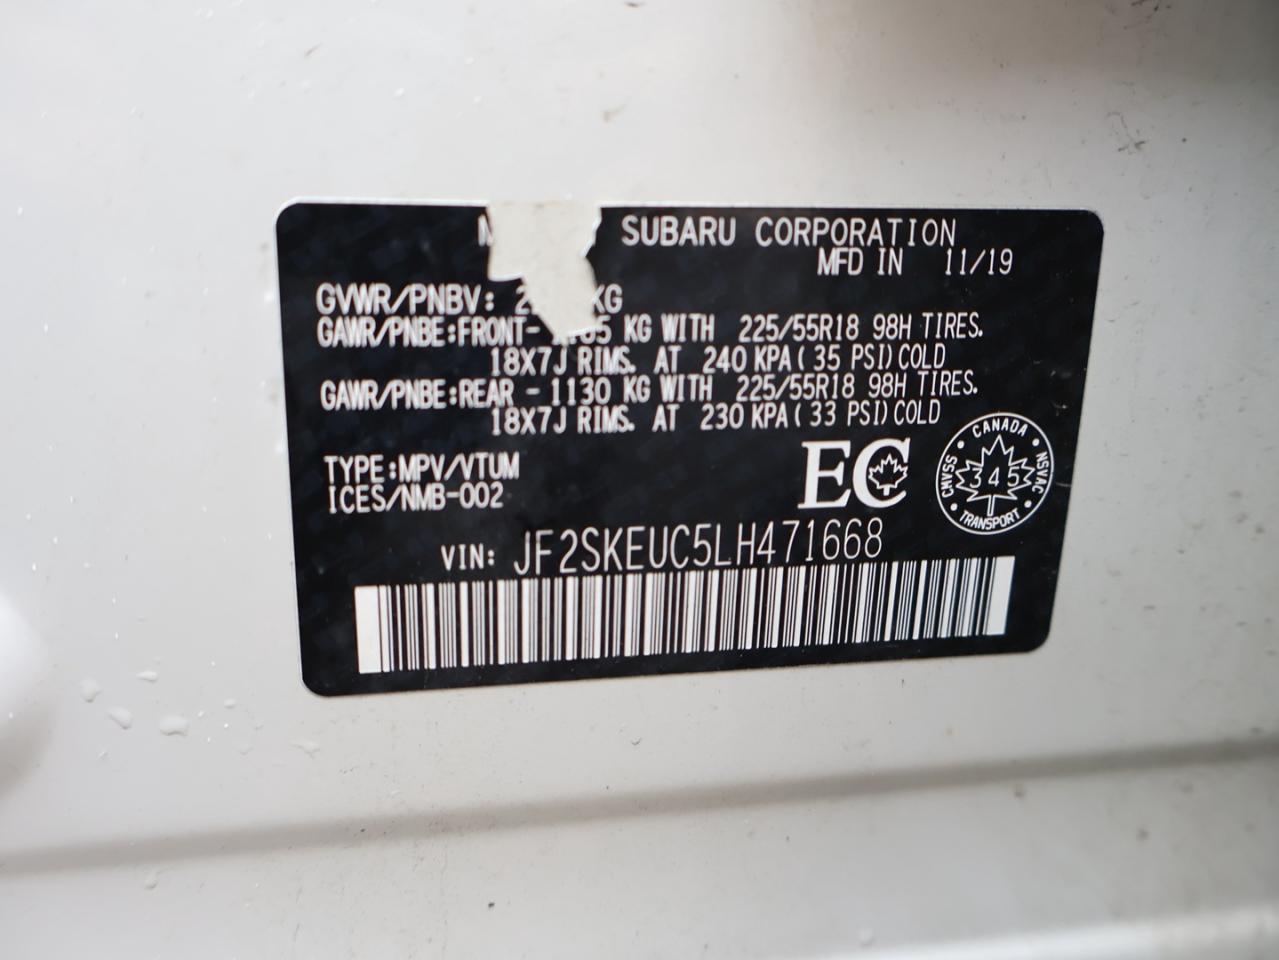 SUBARU CORPORATION
MFD IN 11/19
GVWR/PNBV: KG
GAWR/PNBE:FRONT- KG WITH 225/55R18 98H TIRES.
18X7J RIMS. AT 240 KPA(35 PSI)COLD
GAWR/PNBE:REAR - 1130 KG WITH 225/55R18 98H TIRES.
18X7J RIMS. AT 230 KPA(33 PSI)COLD
TYPE:MPV/VTUM
ICES/NMB-002
EC
CANADA
CMVSS 345 NSVAC
TRANSPORT
VIN: JF2SKEUC5LH471668